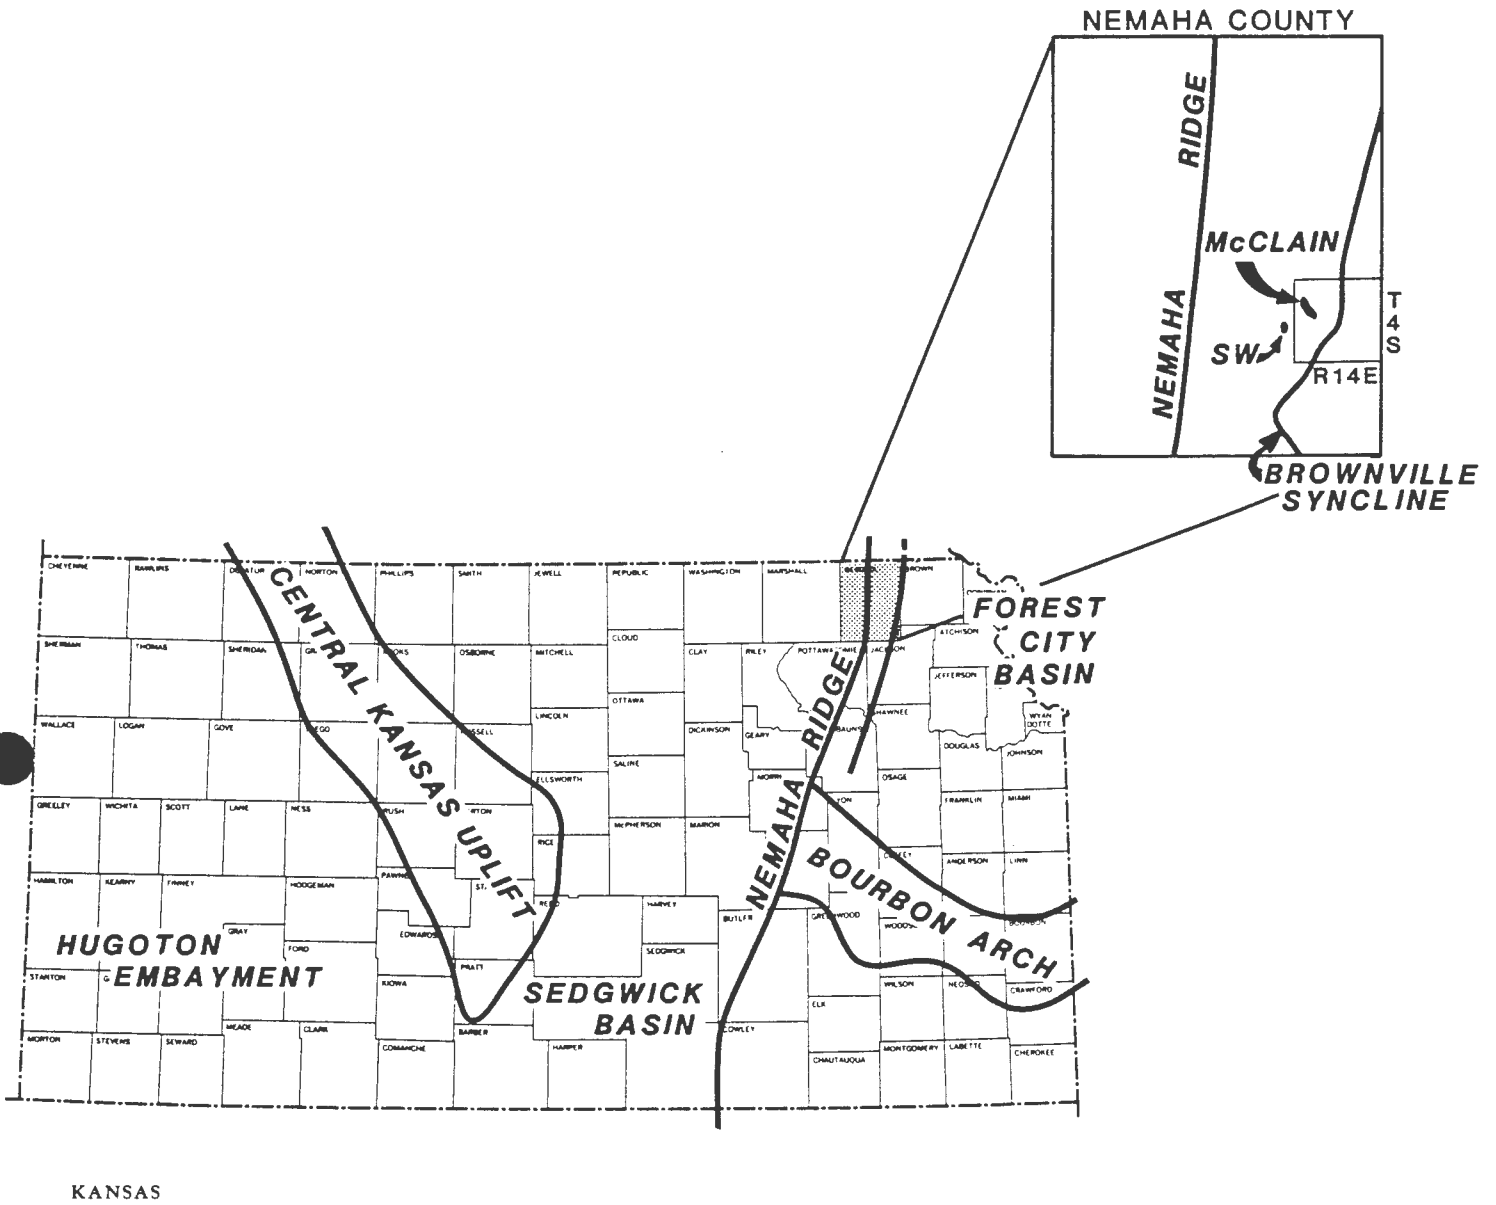 NEMAHA COUNTY
NEMAHA RIDGE
McCLAIN
SW
T
4
S
R14E
BROWNVILLE
SYNCLINE
CHEYENNE
RAWLINS
NORTON
PHILLIPS
SMITH
JEWELL
REPUBLIC
WASHINGTON
MARSHALL
BROWN
FOREST
CITY
BASIN
SHERMAN
THOMAS
SHERIDAN
OSBORNE
MITCHELL
CLOUD
CLAY
RILEY
JACKSON
ATCHISON
JEFFERSON
CENTRAL KANSAS UPLIFT
WALLACE
LOGAN
GOVE
LINCOLN
OTTAWA
DICKINSON
GEARY
WYAN
DOTTE
DOUGLAS
JOHNSON
ELLSWORTH
SALINE
OSAGE
NEMAHA RIDGE
GREELEY
WICHITA
SCOTT
LANE
NESS
RUSH
RICE
McPHERSON
MARION
FRANKLIN
MIAMI
BOURBON ARCH
ANDERSON
LINN
HAMILTON
KEARNY
FINNEY
HODGEMAN
PAWNEE
ST.
HARVEY
BUTLER
BOURBON
GRAY
FORD
EDWARDS
SEDGWICK
HUGOTON
EMBAYMENT
STANTON
KIOWA
PRATT
SEDGWICK
BASIN
WILSON
CRAWFORD
ELK
MORTON
STEVENS
SEWARD
MEADE
CLARK
COMANCHE
BARBER
HARPER
COWLEY
CHAUTAUQUA
MONTGOMERY
LABETTE
CHEROKEE
KANSAS